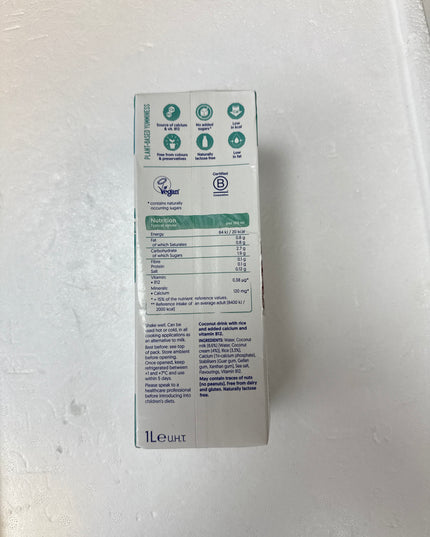 PLANT-BASED YUMMINESS
Source of calcium
& vit. B12
No added
sugars*
Low
in kcal
Free from colours
& preservatives
Naturally
lactose free
Low
in fat
Vegan
Certified
B
Corporation
* contains naturally
occurring sugars
Nutrition
Typical values
per 100 ml
Energy 84 kJ / 20 kcal
Fat 0.9 g
of which Saturates 0.8 g
Carbohydrate 2.7 g
of which Sugars 1.9 g
Fibre 0.1 g
Protein 0.1 g
Salt 0.13 g
Vitamin
• B12 0.38 µg*
Minerals
• Calcium 120 mg*
* = 15% of the nutrient reference values.
** Reference intake of an average adult (8400 kJ /
2000 kcal)
Shake well. Can be
used hot or cold, in all
cooking applications as
an alternative to milk.
Best before: see top
of pack. Store ambient
before opening.
Once opened, keep
refrigerated between
+1 and +7°C and use
within 5 days.
Please speak to a
healthcare professional
before introducing into
children's diets.
Coconut drink with rice
and added calcium and
vitamin B12.
INGREDIENTS: Water, Coconut
milk (5.6%) (Water, Coconut
cream (4%)), Rice (3.3%),
Calcium (Tri-calcium phosphate),
Stabilisers (Guar gum, Gellan
gum, Xanthan gum), Sea salt,
Flavourings, Vitamin B12.
May contain traces of nuts
(no peanuts). Free from dairy
and gluten. Naturally lactose
free.
1L e U.H.T.